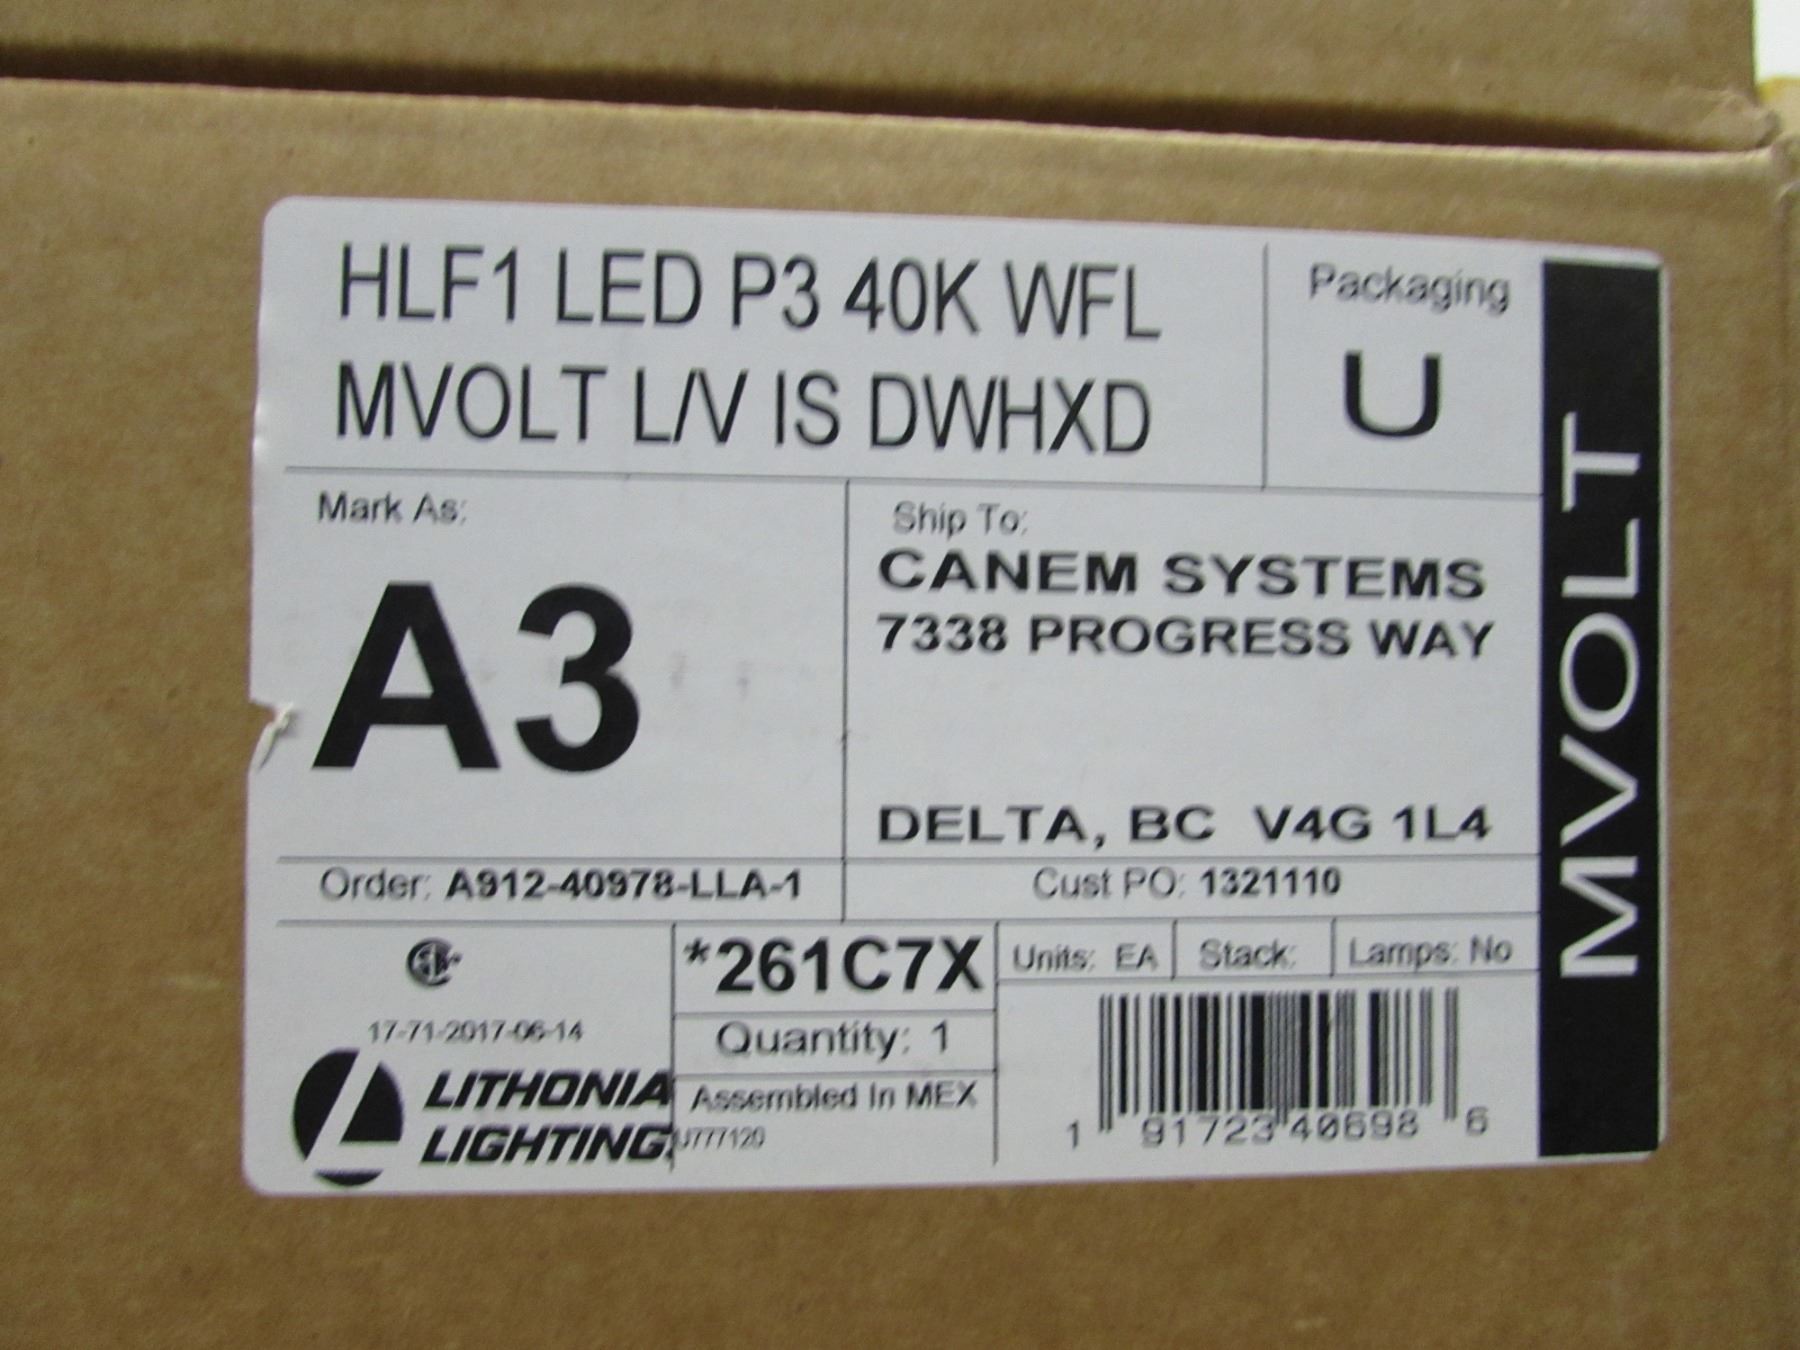 HLF1 LED P3 40K WFL
MVOLT L/V IS DWHXD
Packaging
U
MVOLT
Mark As:
A3
Ship To:
CANEM SYSTEMS
7338 PROGRESS WAY
DELTA, BC V4G 1L4
Order: A912-40978-LLA-1
Cust PO: 1321110
17-71-2017-06-14
LITHONIA
LIGHTING
*261C7X
Quantity: 1
Assembled In MEX
U777120
Units: EA
Stack:
Lamps: No
1 91723 40698 6